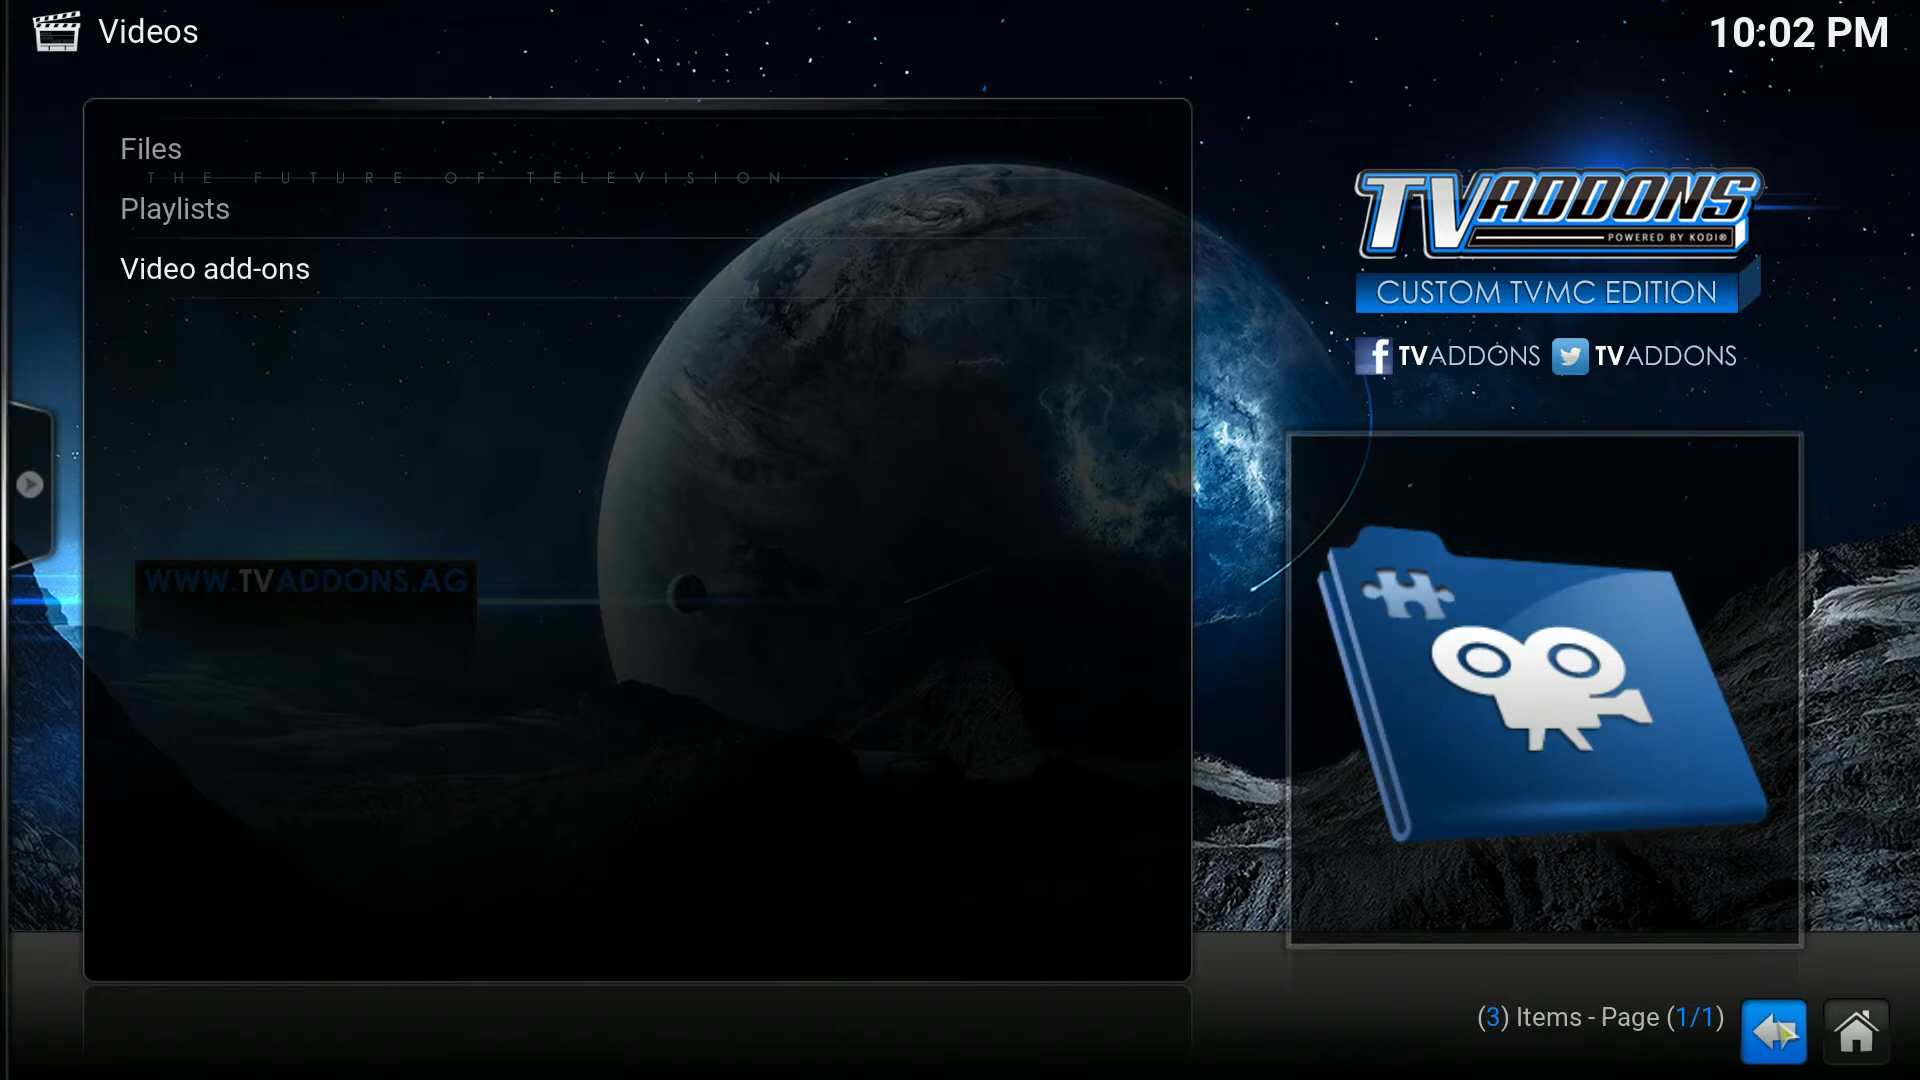 Videos
10:02 PM
Files
THE FUTURE OF TELEVISION
Playlists
Video add-ons
WWW.TVADDONS.AG
TVADDONS
POWERED BY KODI®
CUSTOM TVMC EDITION
f TVADDONS TVADDONS
(3) Items - Page (1/1)